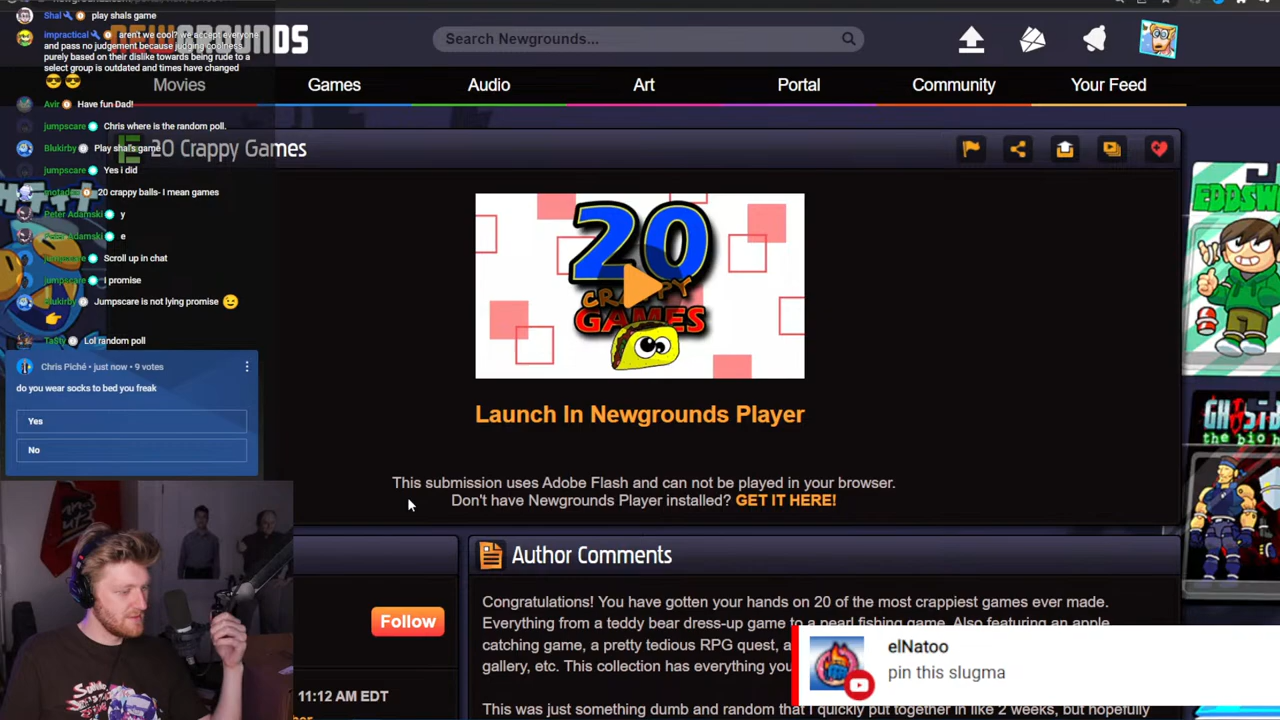 Shal play shals game
impractical aren't we cool? we accept everyone
and pass no judgement because judging coolness
purely based on their dislike towards being rude to a
select group is outdated and times have changed
Avir Have fun Dad!
jumpscare Chris where is the random poll.
Blukirby Play shal's game
jumpscare Yes i did
20 crappy balls- I mean games
Peter Adamski y
Peter Adamski e
jumpscare Scroll up in chat
jumpscare I promise
Blukirby Jumpscare is not lying promise
TaSty Lol random poll
Chris Piché • just now • 9 votes
do you wear socks to bed you freak
Yes
No
NEWGROUNDS
Search Newgrounds...
Movies
Games
Audio
Art
Portal
Community
Your Feed
E
20 Crappy Games
20
CRAPPY
GAMES
Launch In Newgrounds Player
This submission uses Adobe Flash and can not be played in your browser.
Don't have Newgrounds Player installed? GET IT HERE!
Follow
11:12 AM EDT
Author Comments
Congratulations! You have gotten your hands on 20 of the most crappiest games ever made.
Everything from a teddy bear dress-up game to a pearl fishing game. Also featuring an apple
catching game, a pretty tedious RPG quest, a
gallery, etc. This collection has everything you
This was just something dumb and random that I quickly put together in like 2 weeks, but hopefully
elNatoo
pin this slugma
EDDSW
the bio h